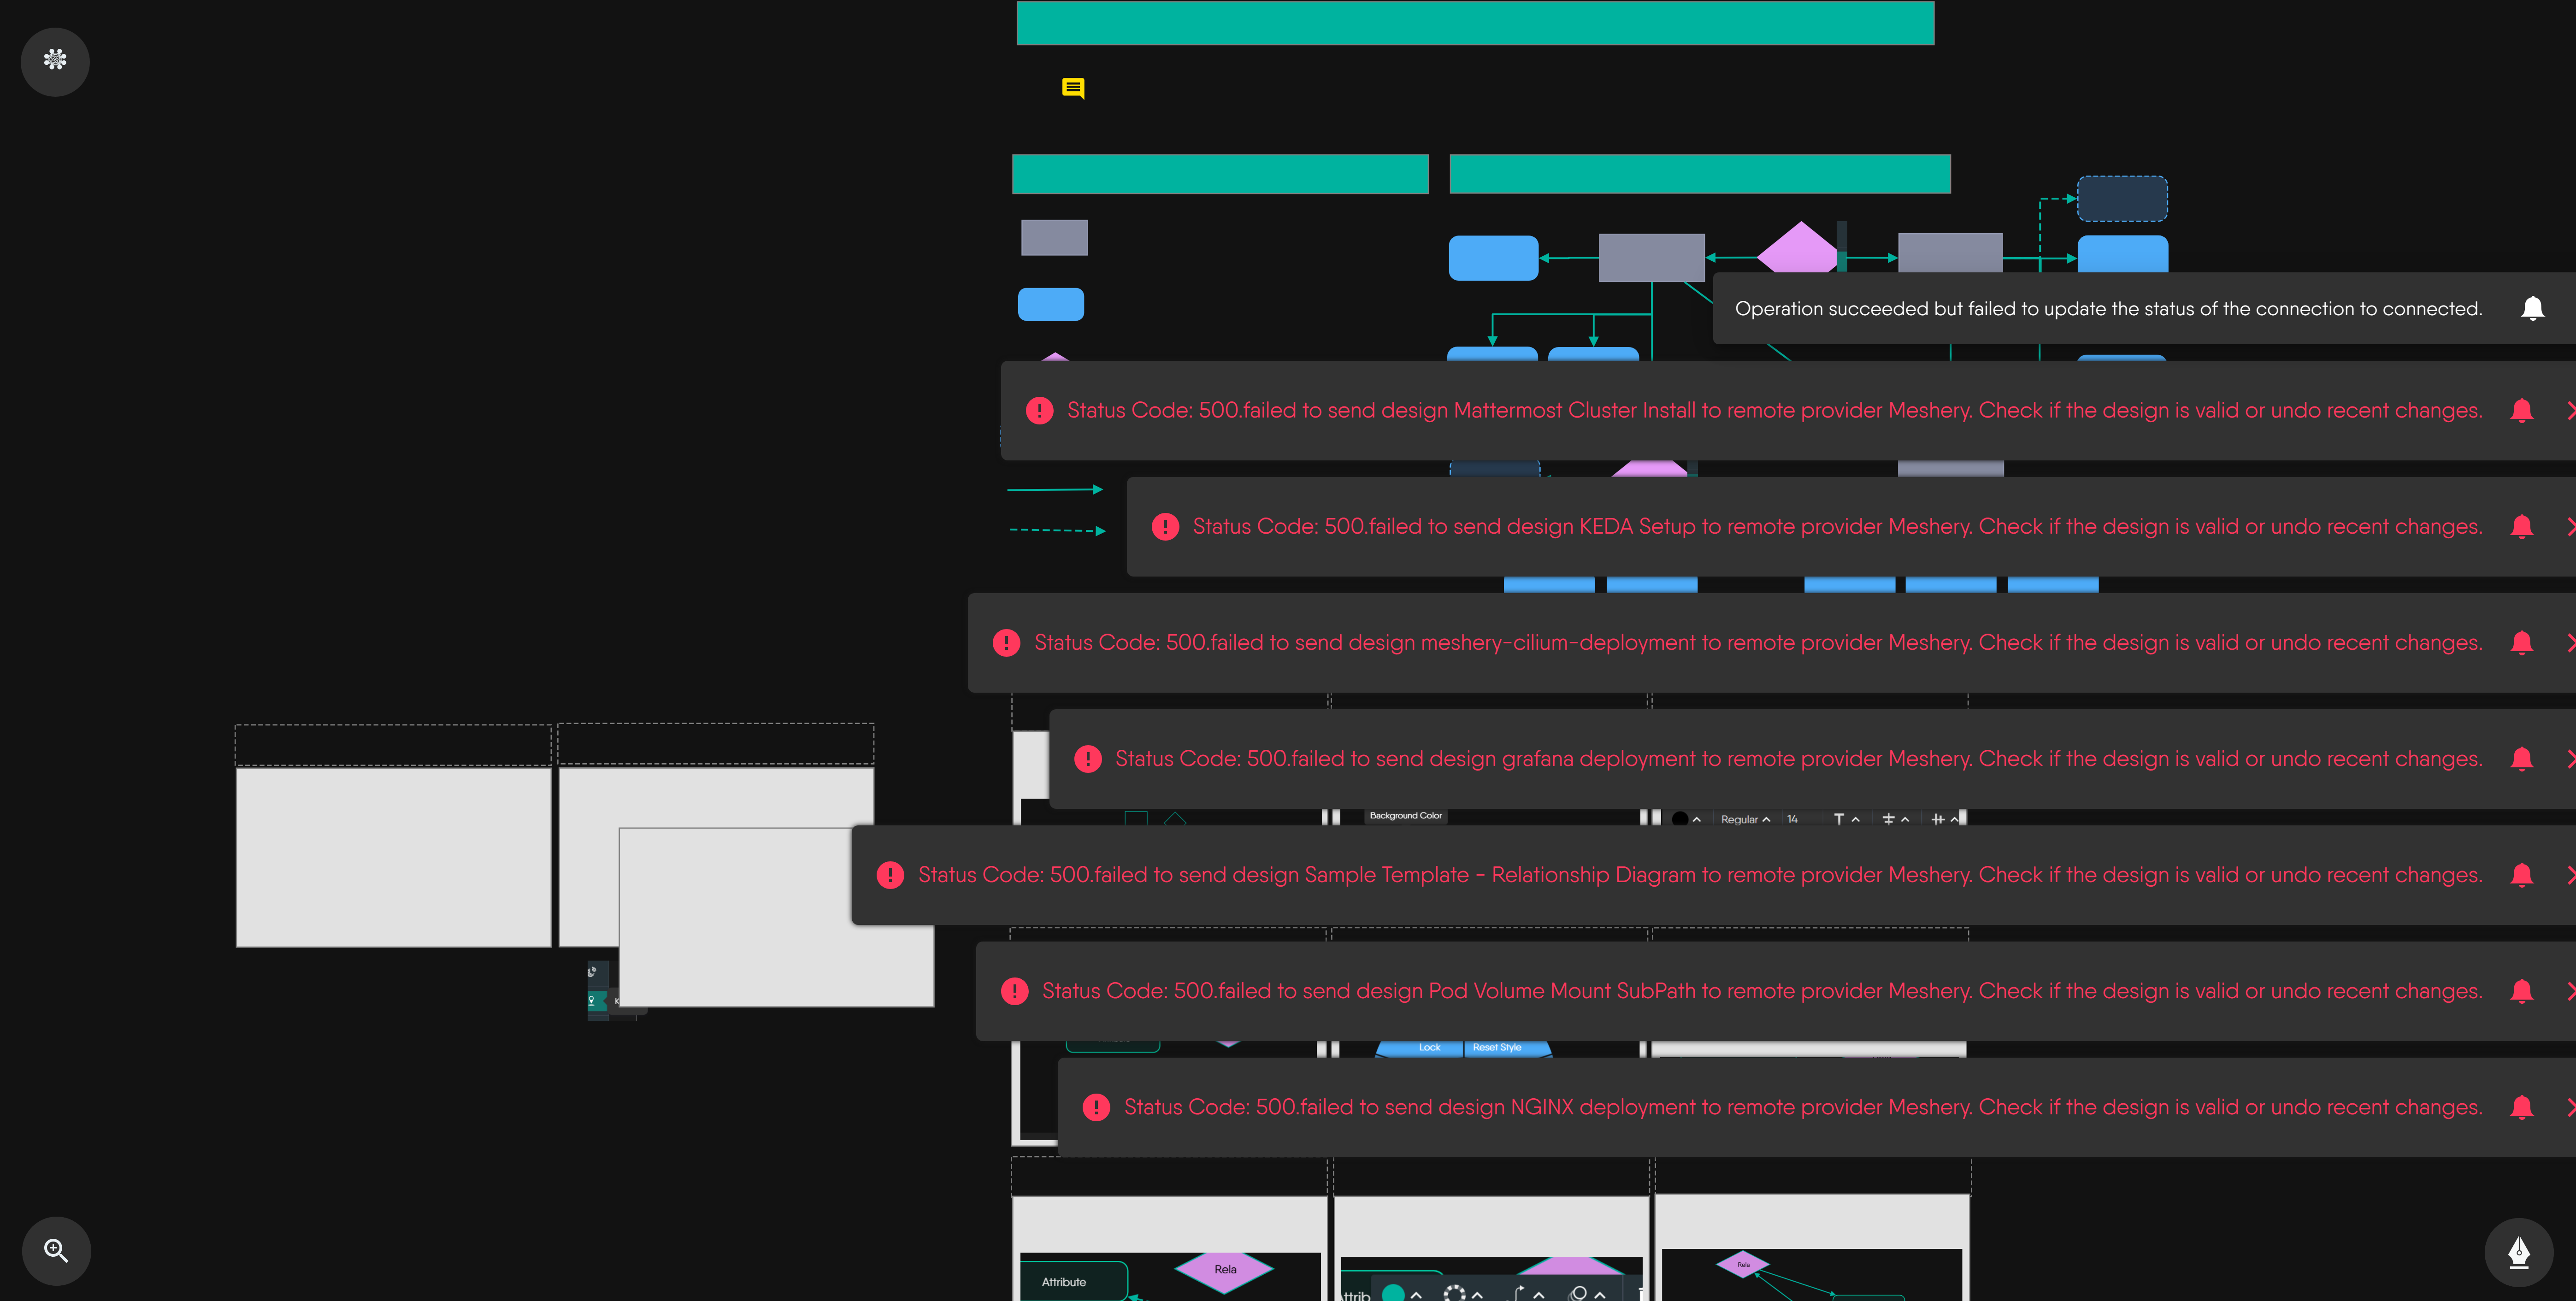 Operation succeeded but failed to update the status of the connection to connected.
Status Code: 500.failed to send design Mattermost Cluster Install to remote provider Meshery. Check if the design is valid or undo recent changes.
Status Code: 500.failed to send design KEDA Setup to remote provider Meshery. Check if the design is valid or undo recent changes.
Status Code: 500.failed to send design meshery-cilium-deployment to remote provider Meshery. Check if the design is valid or undo recent changes.
Status Code: 500.failed to send design grafana deployment to remote provider Meshery. Check if the design is valid or undo recent changes.
Background Color
Regular 14
Status Code: 500.failed to send design Sample Template - Relationship Diagram to remote provider Meshery. Check if the design is valid or undo recent changes.
Status Code: 500.failed to send design Pod Volume Mount SubPath to remote provider Meshery. Check if the design is valid or undo recent changes.
Lock Reset Style
Status Code: 500.failed to send design NGINX deployment to remote provider Meshery. Check if the design is valid or undo recent changes.
Attribute
Rela
Rela
ttrib